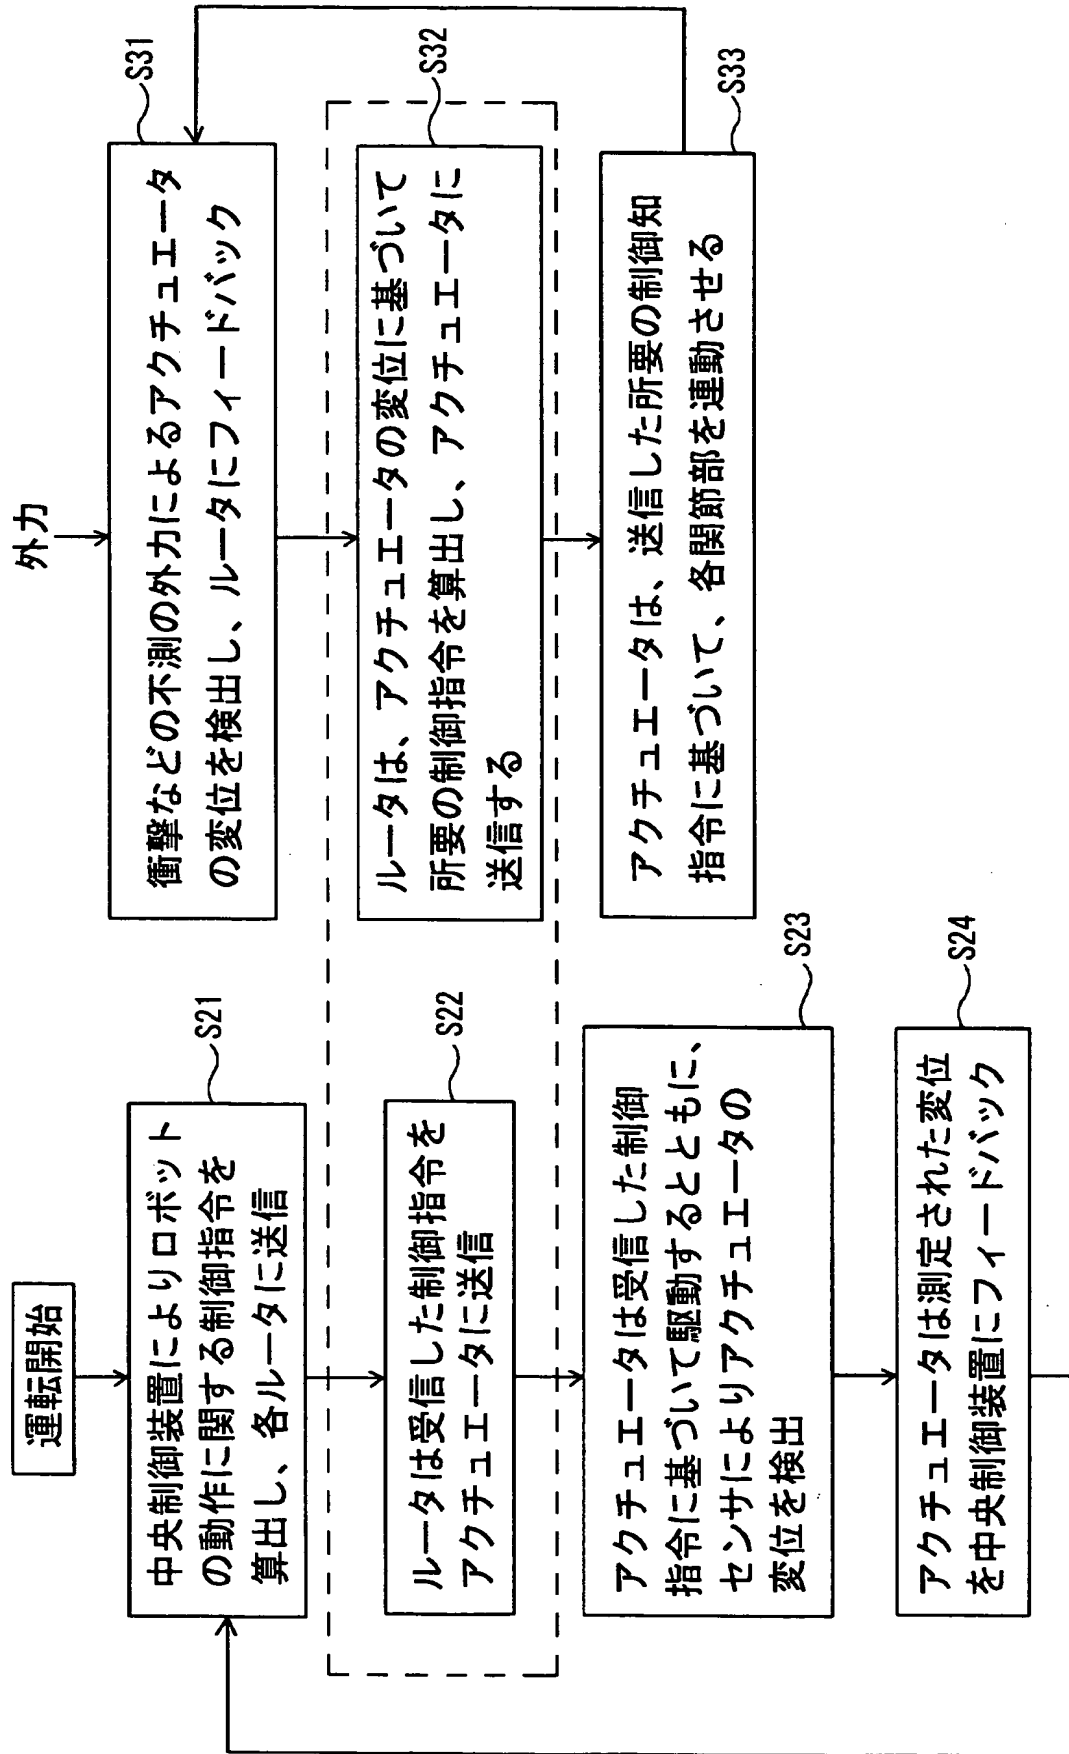 運転開始
S21
中央制御装置によりロボット
の動作に関する制御指令を
算出し、各ルータに送信
S22
ルータは受信した制御指令を
アクチュエータに送信
S23
アクチュエータは受信した制御
指令に基づいて駆動するとともに、
センサによりアクチュエータの
変位を検出
S24
アクチュエータは測定された変位
を中央制御装置にフィードバック
外力
S31
衝撃などの不測の外力によるアクチュエータ
の変位を検出し、ルータにフィードバック
S32
ルータは、アクチュエータの変位に基づいて
所要の制御指令を算出し、アクチュエータに
送信する
S33
アクチュエータは、送信した所要の制御知
指令に基づいて、各関節部を連動させる